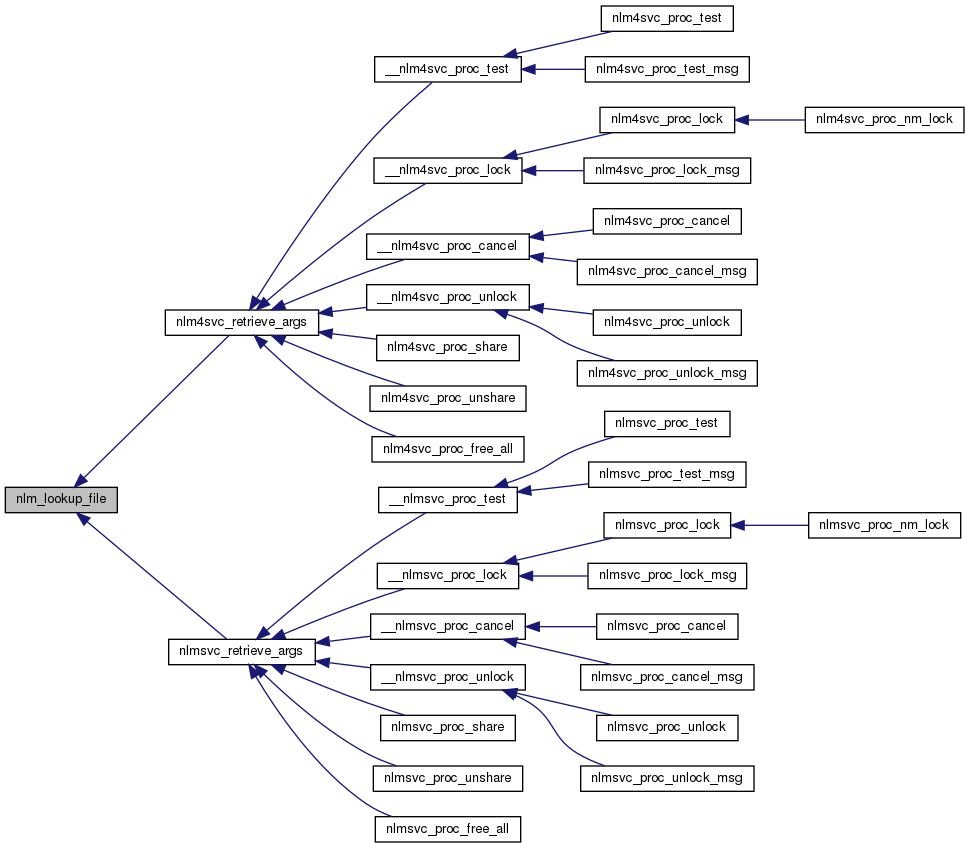 nlm4svc_proc_test
__nlm4svc_proc_test
nlm4svc_proc_test_msg
nlm4svc_proc_lock
nlm4svc_proc_nm_lock
__nlm4svc_proc_lock
nlm4svc_proc_lock_msg
nlm4svc_proc_cancel
__nlm4svc_proc_cancel
nlm4svc_proc_cancel_msg
__nlm4svc_proc_unlock
nlm4svc_retrieve_args
nlm4svc_proc_unlock
nlm4svc_proc_share
nlm4svc_proc_unlock_msg
nlm4svc_proc_unshare
nlmsvc_proc_test
nlm4svc_proc_free_all
nlmsvc_proc_test_msg
nlm_lookup_file
__nlmsvc_proc_test
nlmsvc_proc_lock
nlmsvc_proc_nm_lock
__nlmsvc_proc_lock
nlmsvc_proc_lock_msg
__nlmsvc_proc_cancel
nlmsvc_proc_cancel
nlmsvc_retrieve_args
__nlmsvc_proc_unlock
nlmsvc_proc_cancel_msg
nlmsvc_proc_share
nlmsvc_proc_unlock
nlmsvc_proc_unshare
nlmsvc_proc_unlock_msg
nlmsvc_proc_free_all